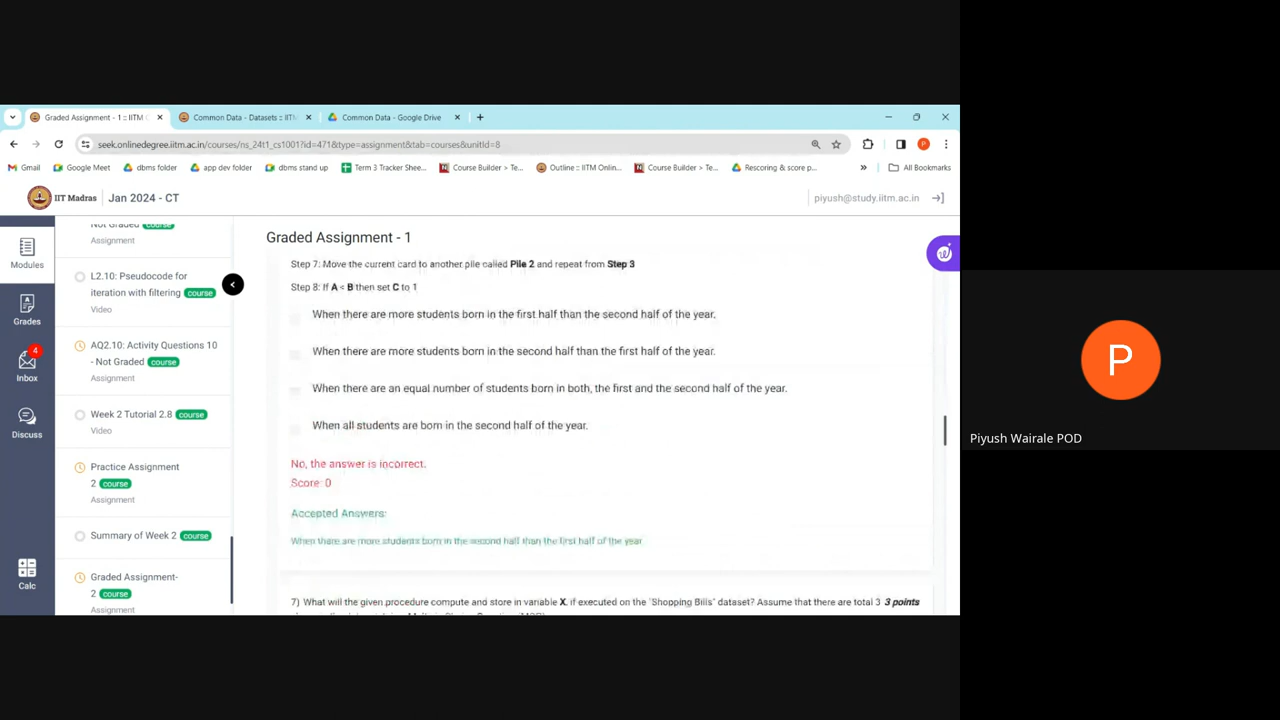 Graded Assignment - 1 :: IITM
Common Data - Datasets :: IITM
Common Data - Google Drive
seek.onlinedegree.iitm.ac.in/courses/ns_24t1_cs1001?id=471&type=assignment&tab=courses&unitId=8
P
Gmail
Google Meet
dbms folder
app dev folder
dbms stand up
Term 3 Tracker Shee...
Course Builder > Te...
Outline :: IITM Onlin...
Course Builder > Te...
Rescoring & score p...
»
All Bookmarks
IIT Madras
Jan 2024 - CT
piyush@study.iitm.ac.in
Modules
Grades
4
Inbox
Discuss
Calc
Not Graded course
Assignment
L2.10: Pseudocode for
iteration with filtering course
Video
AQ2.10: Activity Questions 10
- Not Graded course
Assignment
Week 2 Tutorial 2.8 course
Video
Practice Assignment
2 course
Assignment
Summary of Week 2 course
Graded Assignment-
2 course
Assignment
Graded Assignment - 1
Step 7: Move the current card to another pile called Pile 2 and repeat from Step 3
Step 8: If A < B then set C to 1
When there are more students born in the first half than the second half of the year.
When there are more students born in the second half than the first half of the year.
When there are an equal number of students born in both, the first and the second half of the year.
When all students are born in the second half of the year.
No, the answer is incorrect.
Score: 0
Accepted Answers:
When there are more students born in the second half than the first half of the year
7) What will the given procedure compute and store in variable X, if executed on the "Shopping Bills" dataset? Assume that there are total 3 3 points
P
Piyush Wairale POD